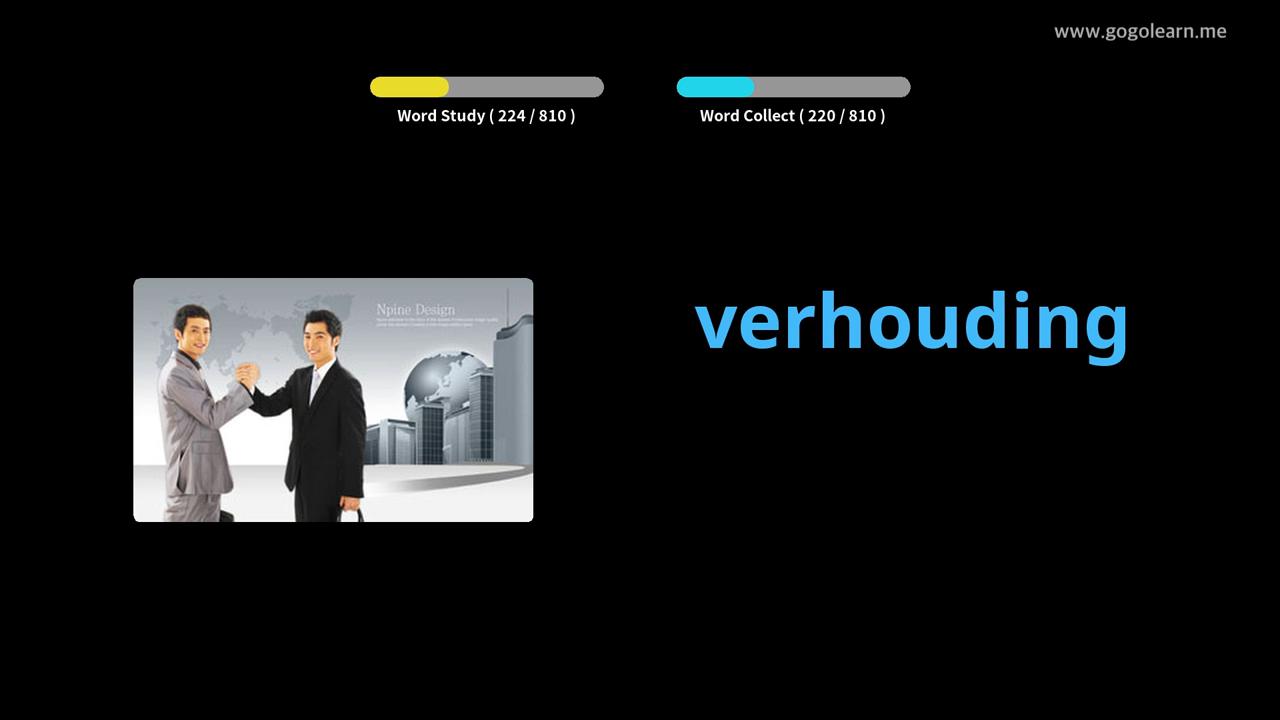 www.gogolearn.me
Word Study ( 224 / 810 )
Word Collect ( 220 / 810 )
Npine Design
verhouding